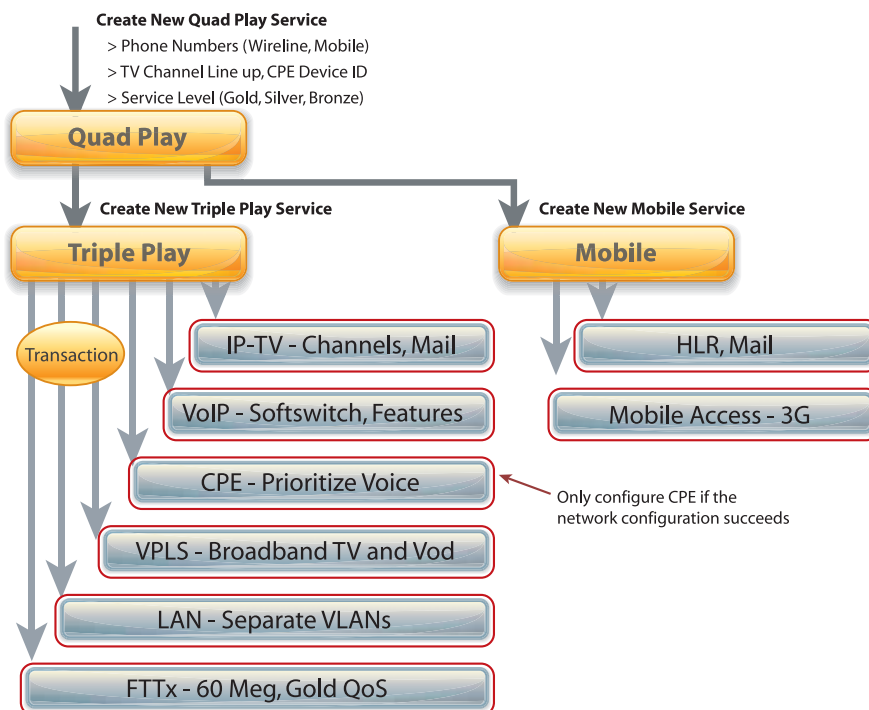 Create New Quad Play Service
> Phone Numbers (Wireline, Mobile)
> TV Channel Line up, CPE Device ID
> Service Level (Gold, Silver, Bronze)
Quad Play
Create New Triple Play Service
Create New Mobile Service
Triple Play
Mobile
Transaction
IP-TV - Channels, Mail
HLR, Mail
VoIP - Softswitch, Features
Mobile Access - 3G
CPE - Prioritize Voice
Only configure CPE if the
network configuration succeeds
VPLS - Broadband TV and Vod
LAN - Separate VLANs
FTTx - 60 Meg, Gold QoS